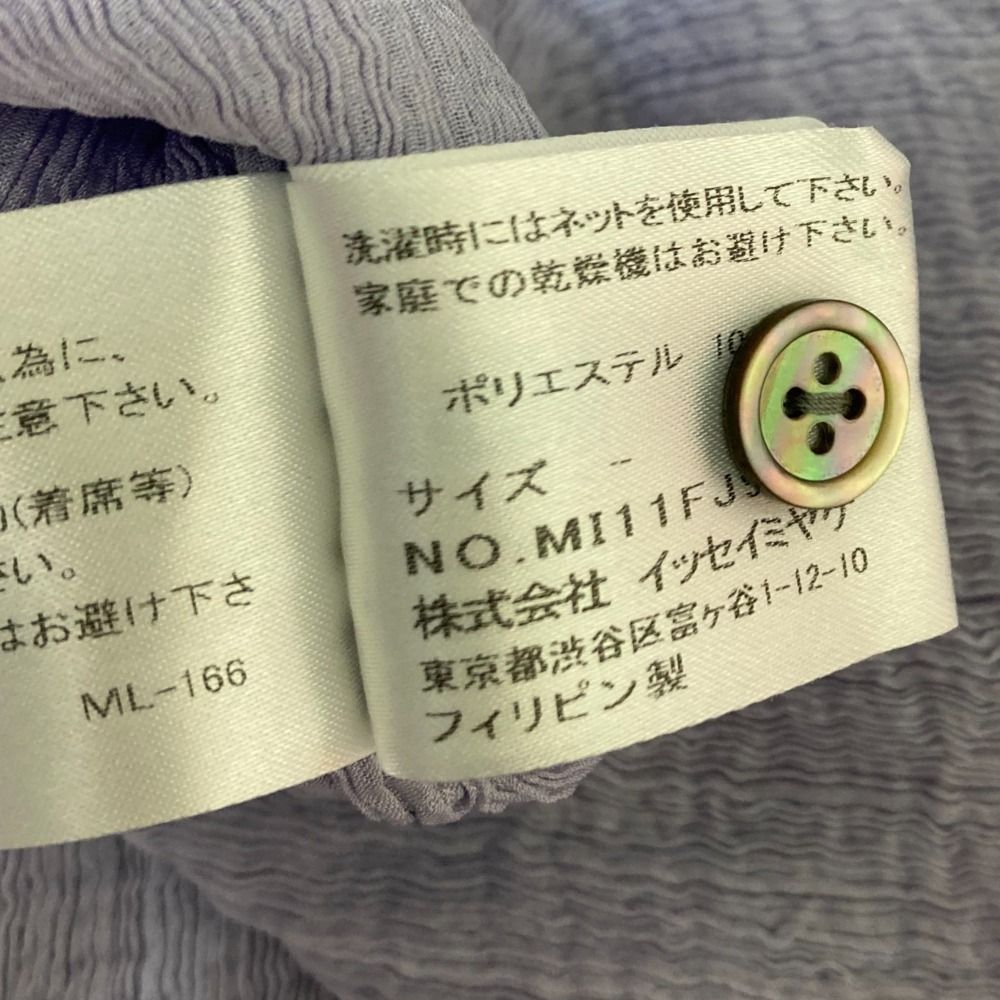 為に、
注意下さい。
(着席等)
さい。
はお避け下さ
ML-166
洗濯時にはネットを使用して下さい。
家庭での乾燥機はお避け下さい。
ポリエステル
サイズ --
NO.MI11FJ
株式会社 イッセイミヤケ
東京都渋谷区富ヶ谷1-12-10
フィリピン製